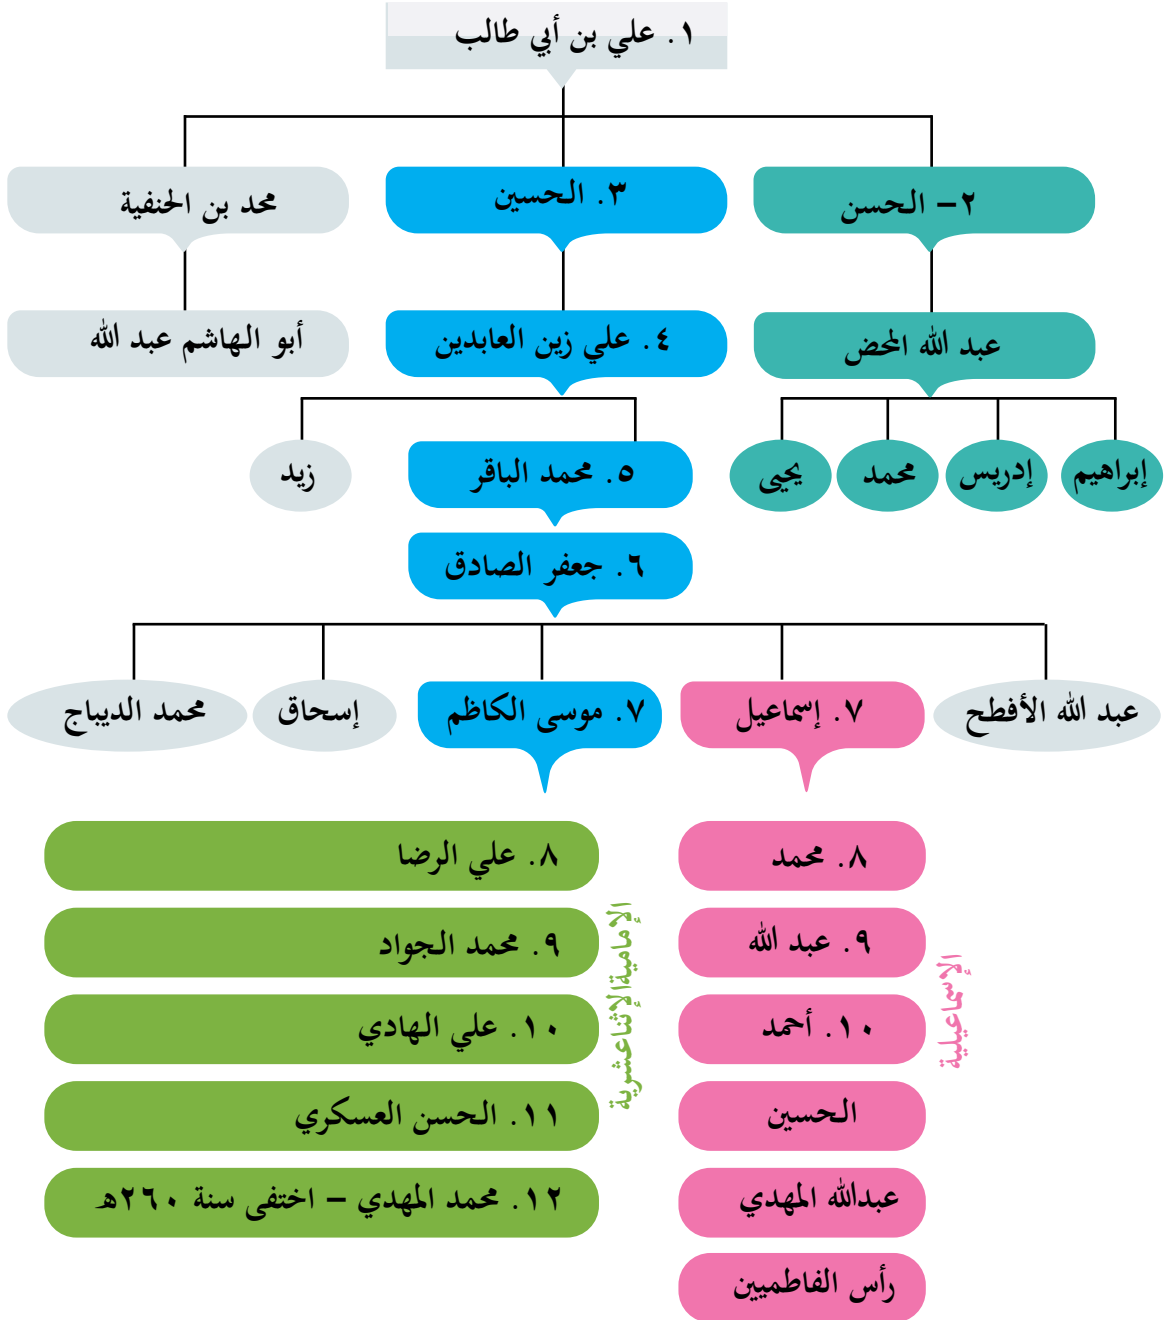 ١. علي بن أبي طالب
٢– الحسن
٣. الحسين
محمد بن الحنفية
عبد الله المحض
٤. علي زين العابدين
أبو الهاشم عبد الله
إبراهيم
إدريس
محمد
يحيى
٥. محمد الباقر
زيد
٦. جعفر الصادق
عبد الله الأفطح
٧. إسماعيل
٧. موسى الكاظم
إسحاق
محمد الديباج
٨. محمد
٩. عبد الله
١٠. أحمد
الحسين
عبدالله المهدي
رأس الفاطميين
الإسماعيلية
٨. علي الرضا
٩. محمد الجواد
١٠. علي الهادي
١١. الحسن العسكري
١٢. محمد المهدي – اختفى سنة ٢٦٠هـ
الإماميةالإثناعشرية